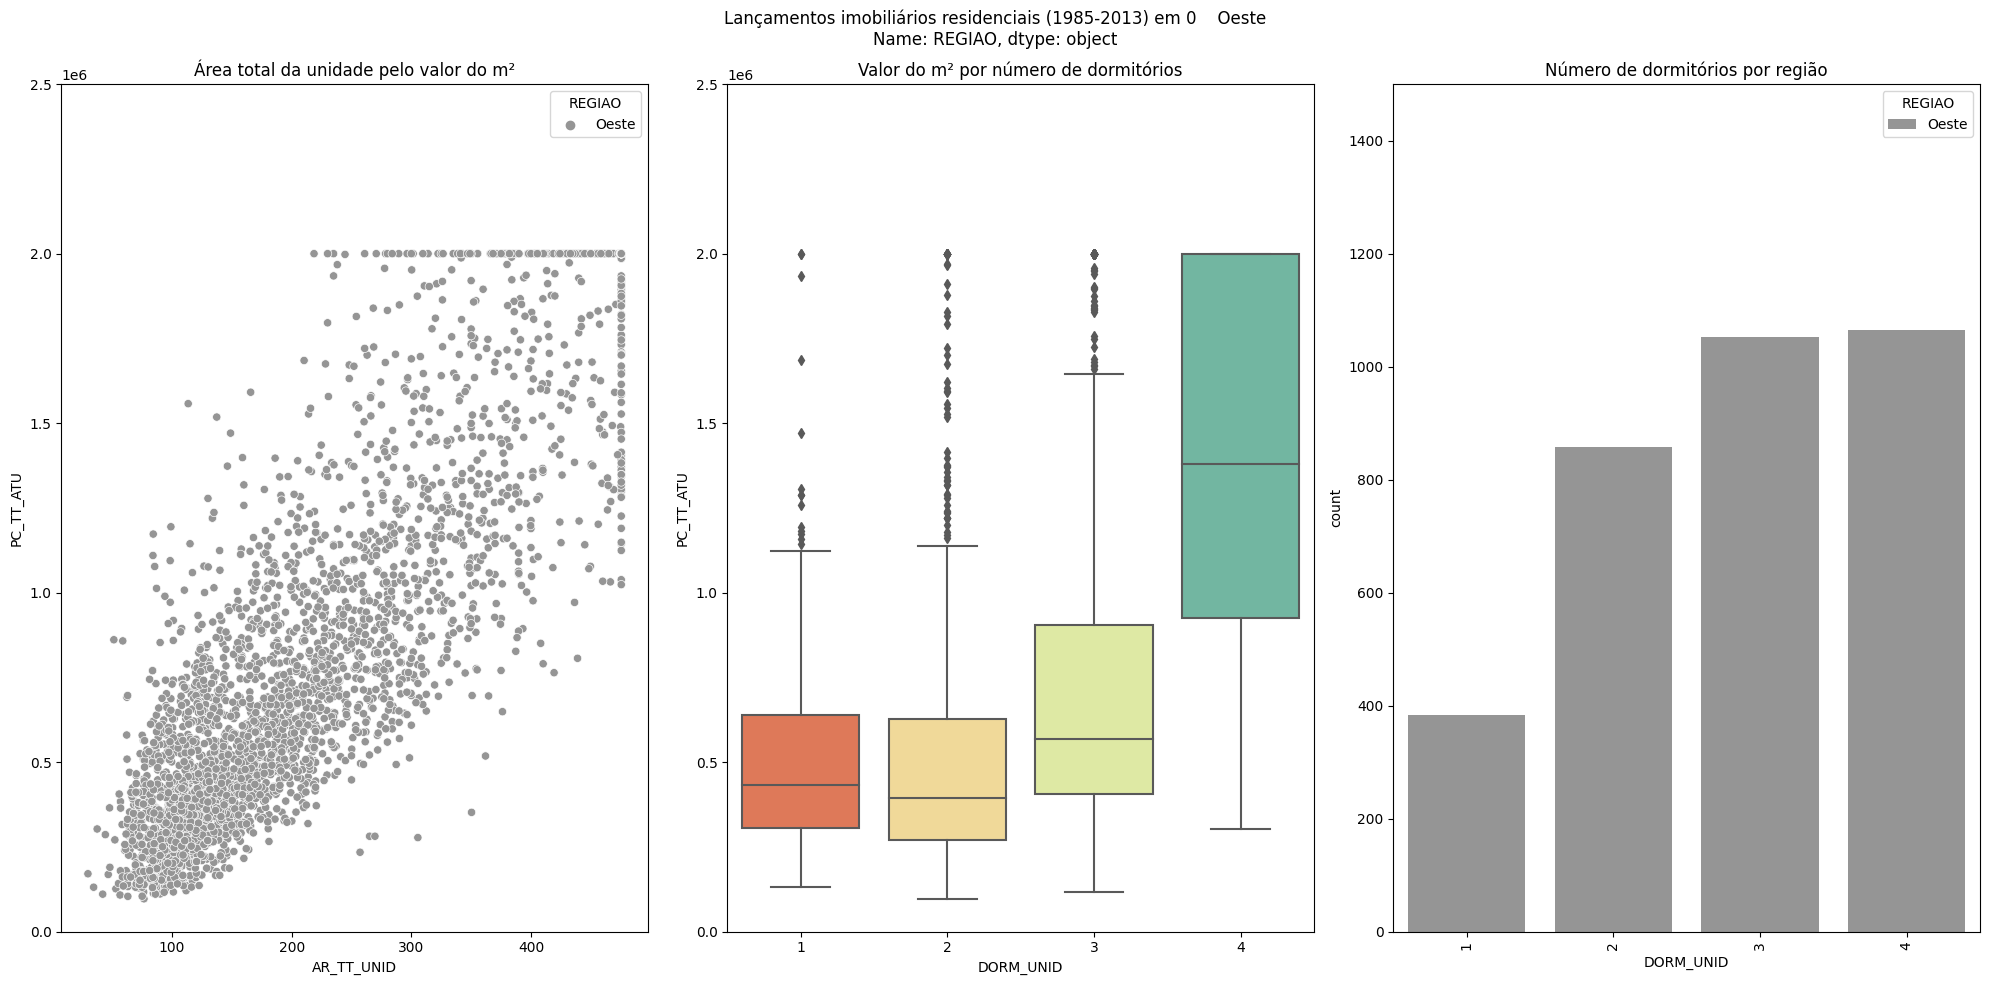 Lançamentos imobiliários residenciais (1985-2013) em 0    Oeste
Name: REGIAO, dtype: object
Área total da unidade pelo valor do m²
1e6
2.5
2.0
1.5
1.0
0.5
0.0
PC_TT_ATU
REGIAO
Oeste
100 200 300 400
AR_TT_UNID
Valor do m² por número de dormitórios
1e6
2.5
2.0
1.5
1.0
0.5
0.0
PC_TT_ATU
1 2 3 4
DORM_UNID
Número de dormitórios por região
REGIAO
Oeste
1400
1200
1000
800
600
400
200
0
count
1 2 3 4
DORM_UNID